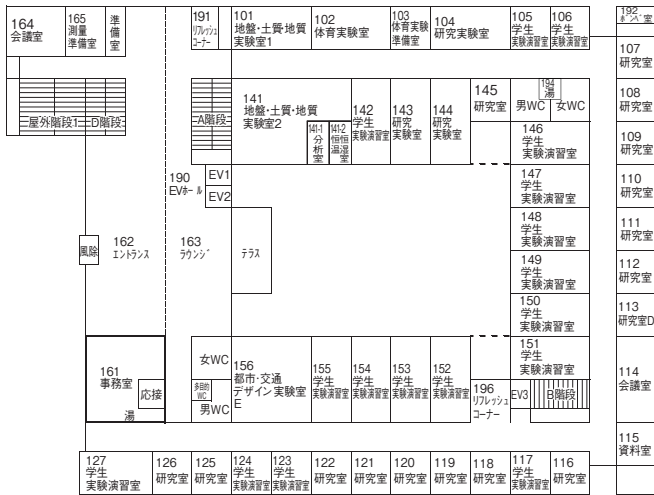 164
会議室
165
測量
準備室
準
備
室
191
リフレッシュ
コーナー
101
地盤・土質・地質
実験室1
102
体育実験室
103
体育実験
準備室
104
研究実験室
105
学生
実験演習室
106
学生
実験演習室
192
ボンベ室
107
研究室
屋外階段1
D階段
A階段
141
地盤・土質・地質
実験室2
141-1
分
析
室
141-2
恒恒
温湿
室
142
学生
実験演習室
143
研究
実験室
144
研究
実験室
145
研究室
194
湯
男WC
女WC
108
研究室
146
学生
実験演習室
109
研究室
190
EVホール
EV1
EV2
147
学生
実験演習室
110
研究室
風除
162
エントランス
163
ラウンジ
テラス
148
学生
実験演習室
111
研究室
149
学生
実験演習室
112
研究室
150
学生
実験演習室
113
研究室D
161
事務室
応接
湯
女WC
多目的
WC
男WC
156
都市・交通
デザイン実験室
E
155
学生
実験演習室
154
学生
実験演習室
153
学生
実験演習室
152
学生
実験演習室
196
リフレッシュ
コーナー
151
学生
実験演習室
EV3
B階段
114
会議室
115
資料室
127
学生
実験演習室
126
研究室
125
研究室
124
学生
実験演習室
123
学生
実験演習室
122
研究室
121
研究室
120
研究室
119
研究室
118
研究室
117
学生
実験演習室
116
研究室